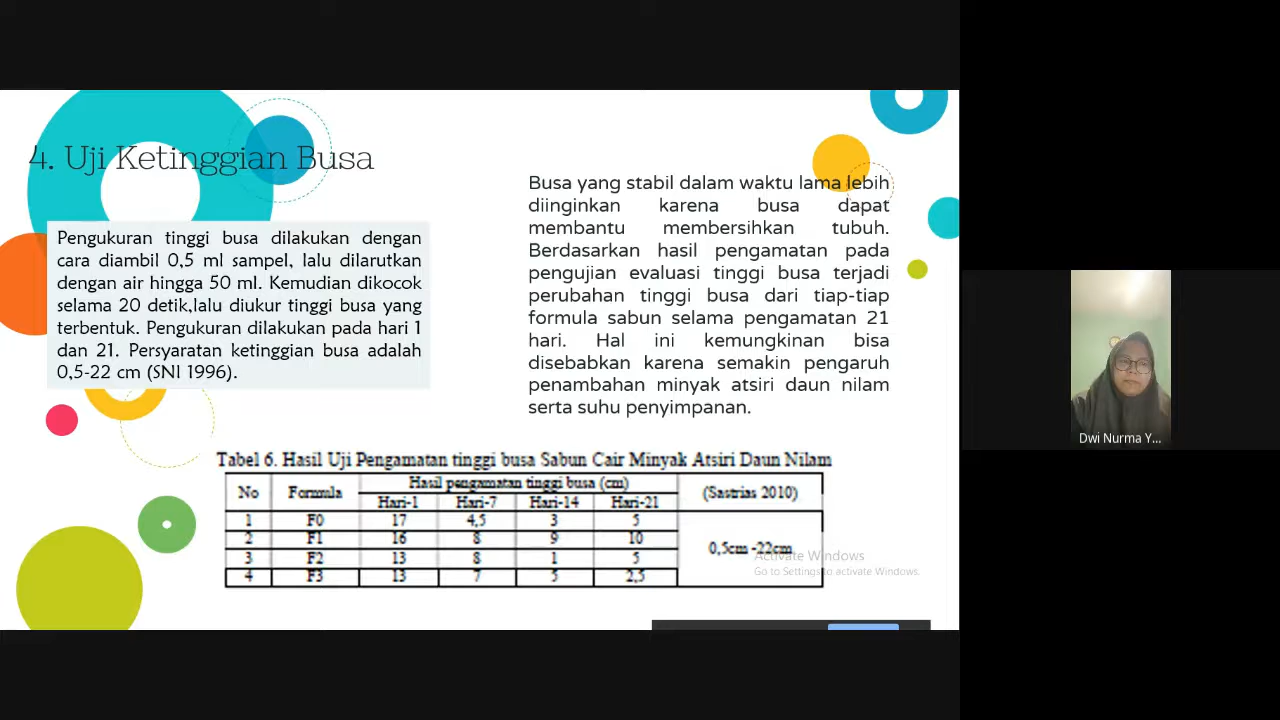 4. Uji Ketinggian Busa
Pengukuran tinggi busa dilakukan dengan
cara diambil 0,5 ml sampel, lalu dilarutkan
dengan air hingga 50 ml. Kemudian dikocok
selama 20 detik,lalu diukur tinggi busa yang
terbentuk. Pengukuran dilakukan pada hari 1
dan 21. Persyaratan ketinggian busa adalah
0,5-22 cm (SNI 1996).
Busa yang stabil dalam waktu lama lebih
diinginkan karena busa dapat
membantu membersihkan tubuh.
Berdasarkan hasil pengamatan pada
pengujian evaluasi tinggi busa terjadi
perubahan tinggi busa dari tiap-tiap
formula sabun selama pengamatan 21
hari. Hal ini kemungkinan bisa
disebabkan karena semakin pengaruh
penambahan minyak atsiri daun nilam
serta suhu penyimpanan.
Tabel 6. Hasil Uji Pengamatan tinggi busa Sabun Cair Minyak Atsiri Daun Nilam
No Formula Hasil pengamatan tinggi busa (cm) (Sastrias 2010)
Hari-1 Hari-7 Hari-14 Hari-21
1 F0 17 4,5 3 5
2 F1 16 8 9 10
0,5cm -22cm
3 F2 13 8 1 5
4 F3 13 7 5 2,5
Activate Windows
Go to Settings to activate Windows.
Dwi Nurma Y...